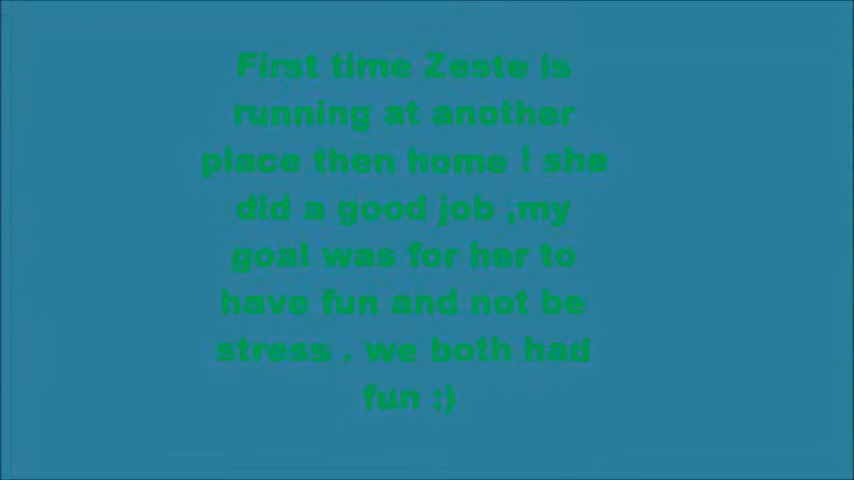 First time Zeste is
running at another
place then home ! she
did a good job ,my
goal was for her to
have fun and not be
stress . we both had
fun :)